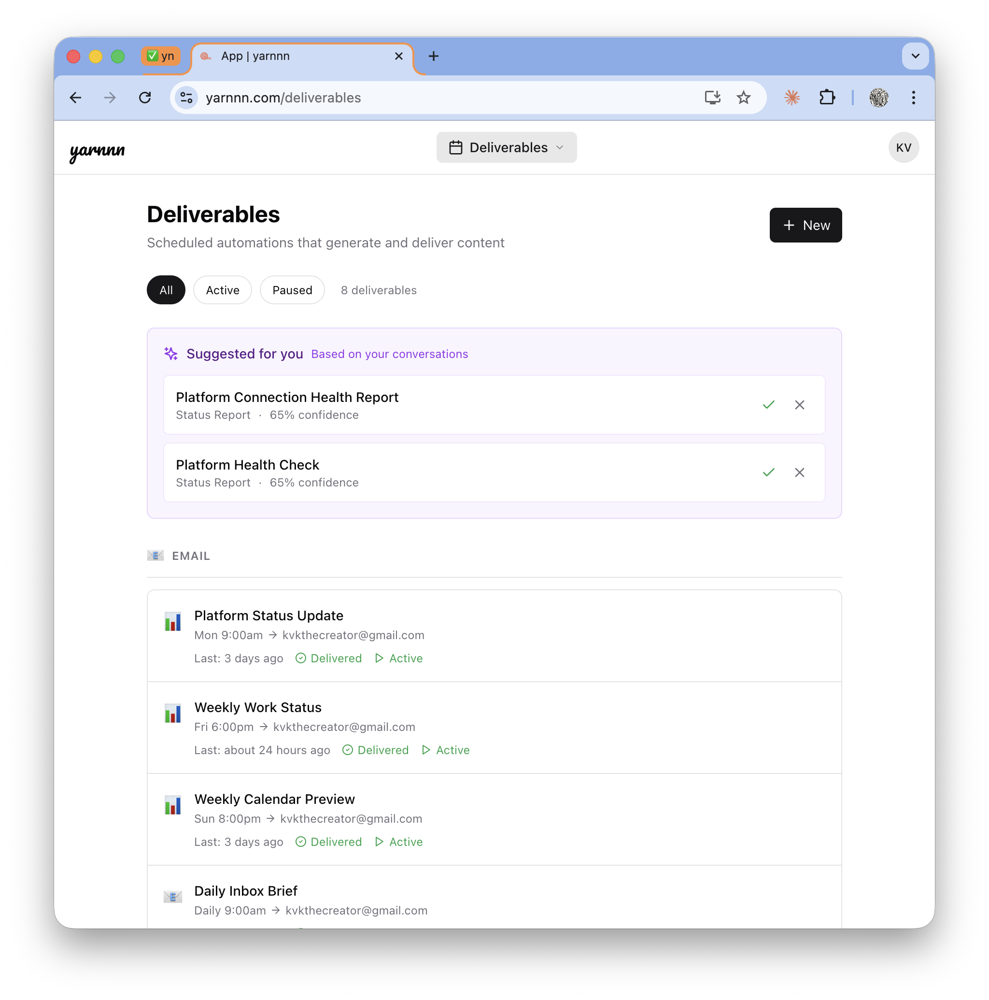 yn
App | yarnnn
yarnnn.com/deliverables
yarnnn
Deliverables
KV
Deliverables
Scheduled automations that generate and deliver content
New
All
Active
Paused
8 deliverables
Suggested for you Based on your conversations
Platform Connection Health Report
Status Report · 65% confidence
Platform Health Check
Status Report · 65% confidence
E EMAIL
Platform Status Update
Mon 9:00am → kvkthecreator@gmail.com
Last: 3 days ago Delivered Active
Weekly Work Status
Fri 6:00pm → kvkthecreator@gmail.com
Last: about 24 hours ago Delivered Active
Weekly Calendar Preview
Sun 8:00pm → kvkthecreator@gmail.com
Last: 3 days ago Delivered Active
E Daily Inbox Brief
Daily 9:00am → kvkthecreator@gmail.com